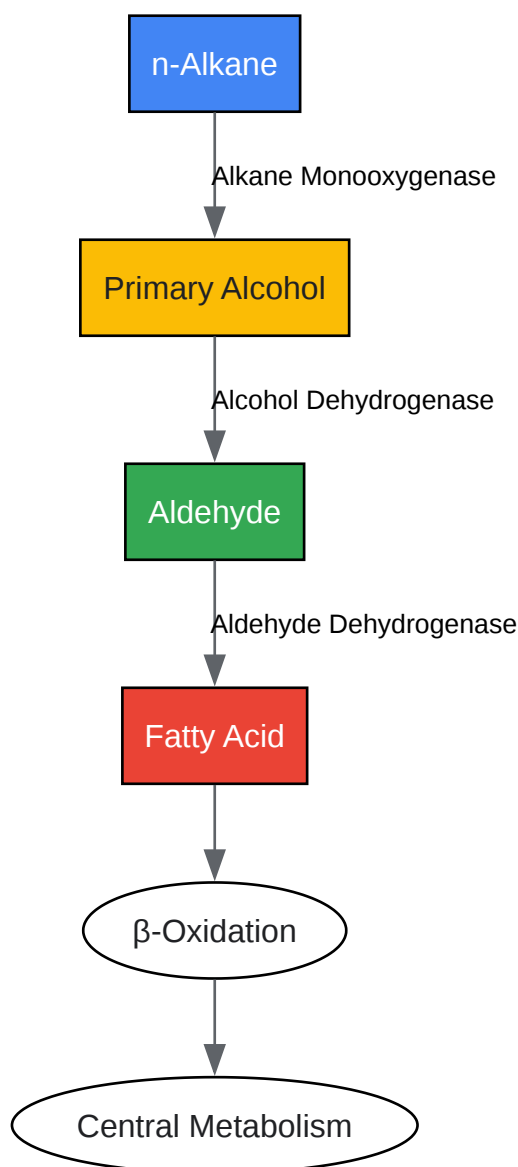 n-Alkane
Alkane Monooxygenase
Primary Alcohol
Alcohol Dehydrogenase
Aldehyde
Aldehyde Dehydrogenase
Fatty Acid
β-Oxidation
Central Metabolism